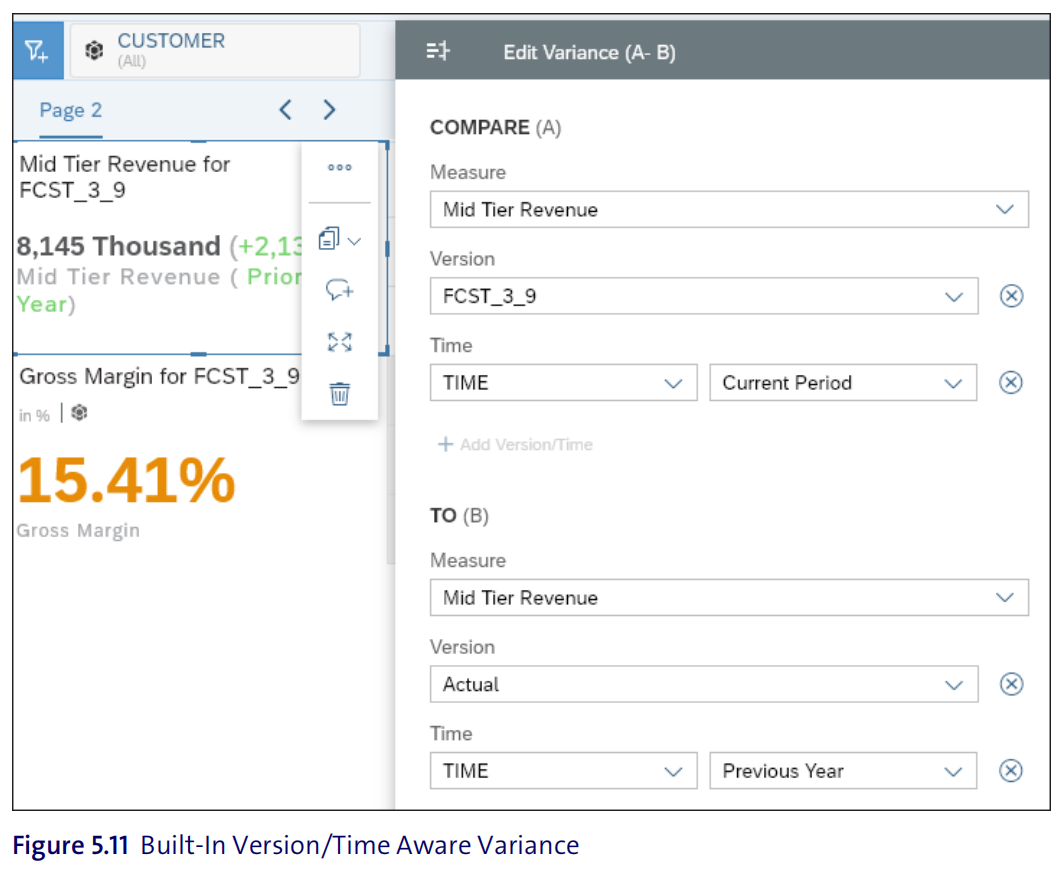 CUSTOMER
(All)
Page 2
Mid Tier Revenue for
FCST_3_9
8,145 Thousand (+2,13
Mid Tier Revenue ( Prior
Year)
Gross Margin for FCST_3_9
in %
15.41%
Gross Margin
Edit Variance (A- B)
COMPARE (A)
Measure
Mid Tier Revenue
Version
FCST_3_9
Time
TIME Current Period
+ Add Version/Time
TO (B)
Measure
Mid Tier Revenue
Version
Actual
Time
TIME Previous Year
Figure 5.11 Built-In Version/Time Aware Variance